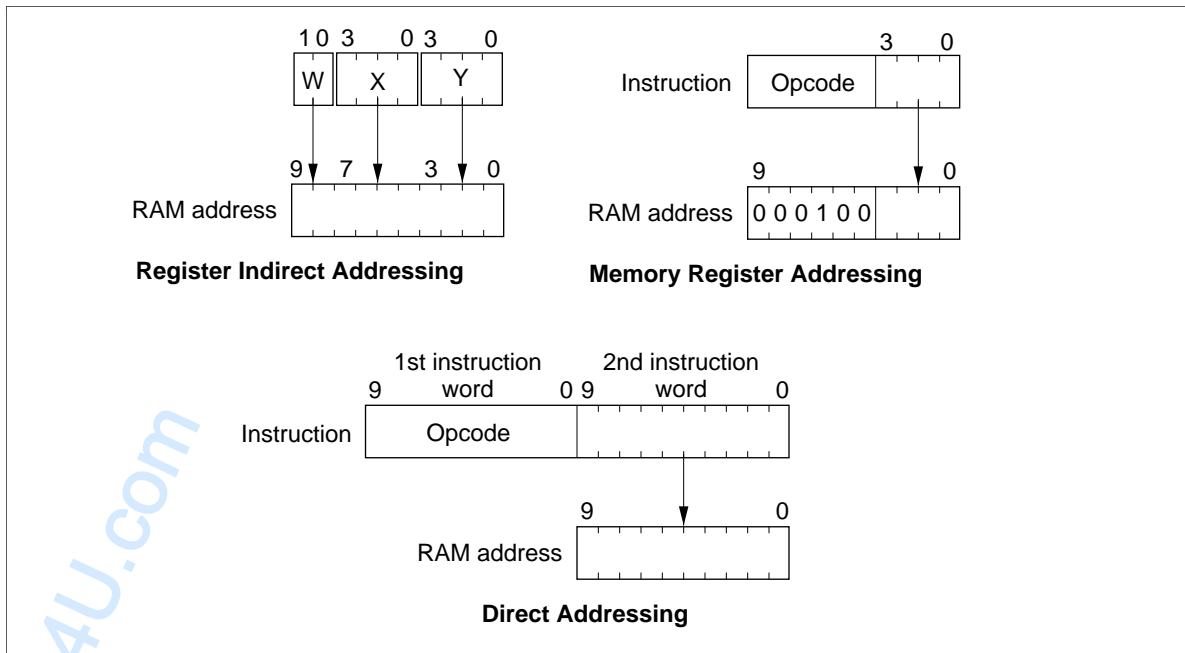 1 0 3 0 3 0
W X Y
9 7 3 0
RAM address
Register Indirect Addressing
3 0
Instruction Opcode
9 0
RAM address 0 0 0 1 0 0
Memory Register Addressing
1st instruction word
2nd instruction word
9 0 9 0
Instruction Opcode
9 0
RAM address
Direct Addressing
4U.com